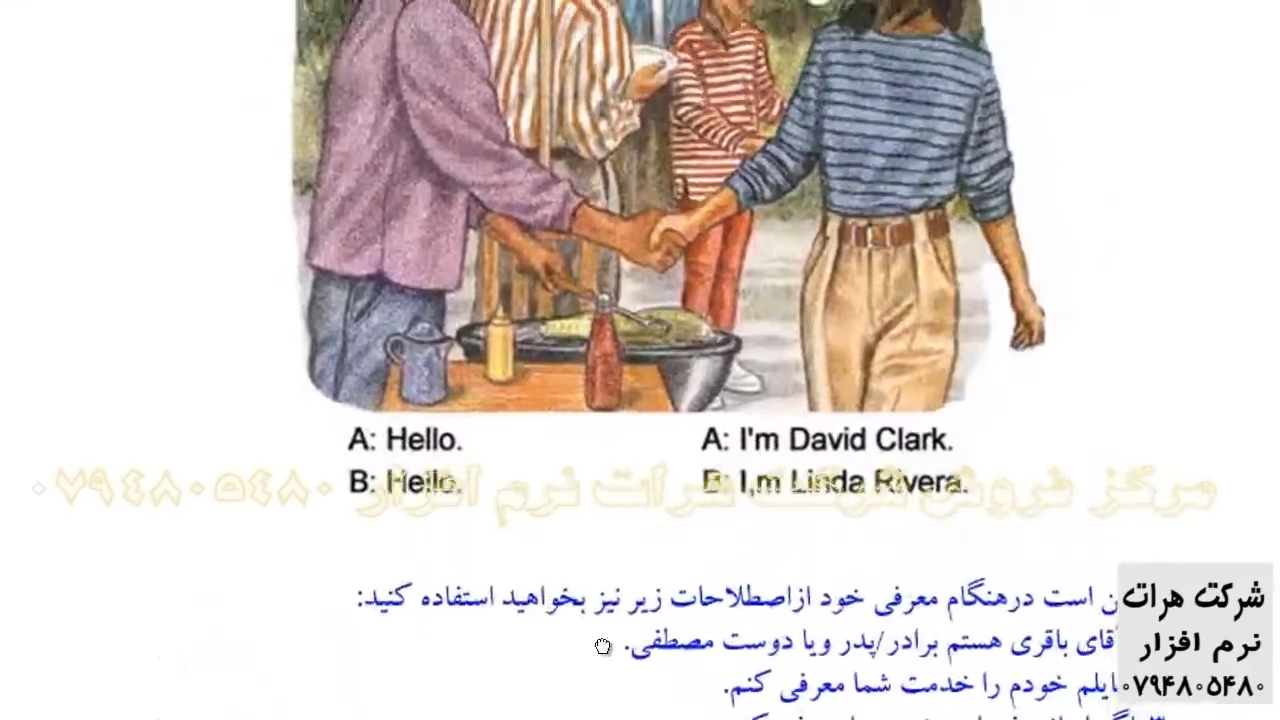 A: Hello.
A: I'm David Clark.
B: Hello.
B: I,m Linda Rivera.
مرکز فروش شرکت هرات نرم افزار ۰۷۹۴۸۰۵۴۸۰
است درهنگام معرفی خود ازاصطلاحات زیر نیز بخواهید استفاده کنید:
باقری هستم برادر/پدر ویا دوست مصطفی.
خودم را خدمت شما معرفی کنم.
شرکت هرات
نرم افزار
۰۷۹۴۸۰۵۴۸۰